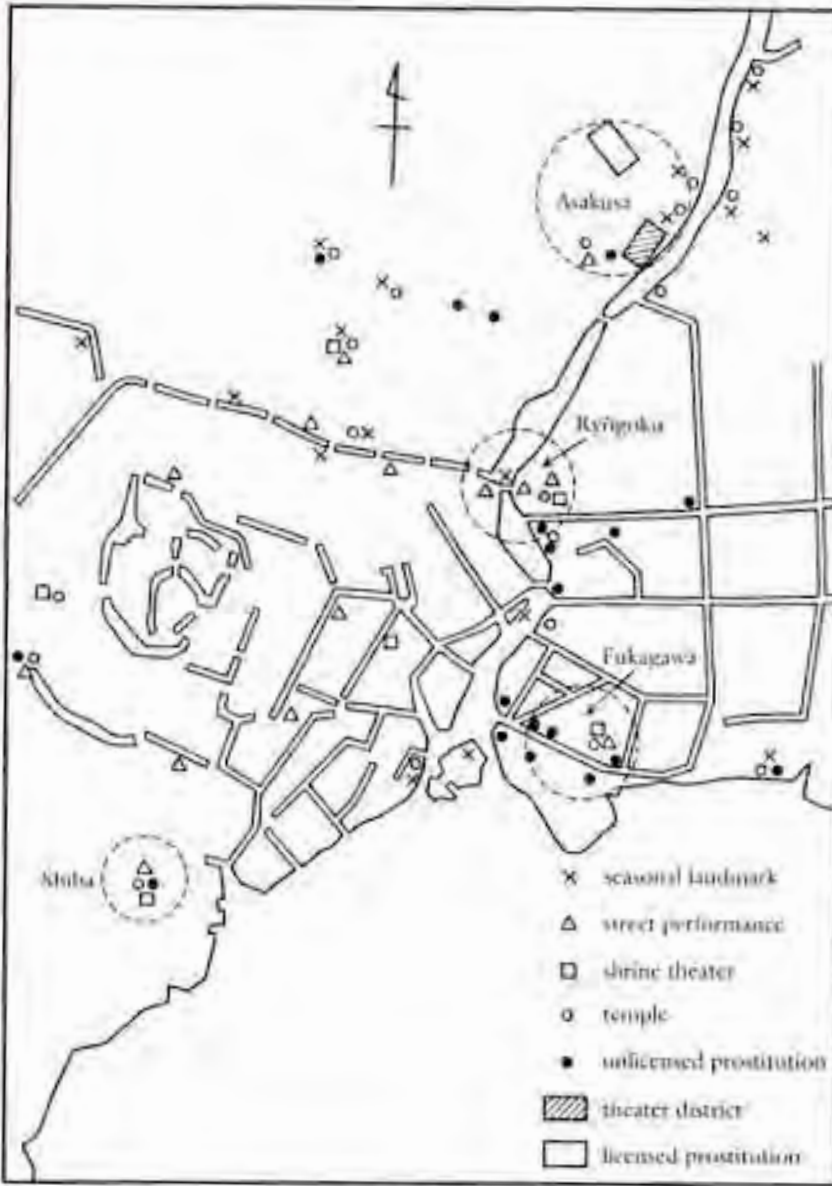 Asakusa
Ryōgoku
Fukagawa
Shiba
seasonal landmark
street performance
shrine theater
temple
unlicensed prostitution
theater district
licensed prostitution